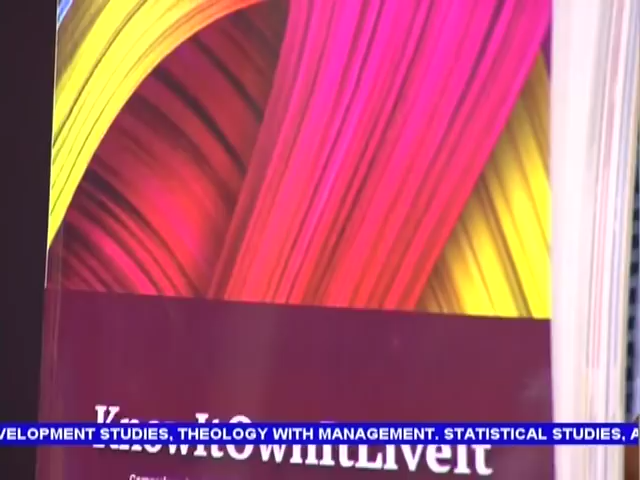 KnowItOwnItLiveIt
VELOPMENT STUDIES, THEOLOGY WITH MANAGEMENT. STATISTICAL STUDIES, A